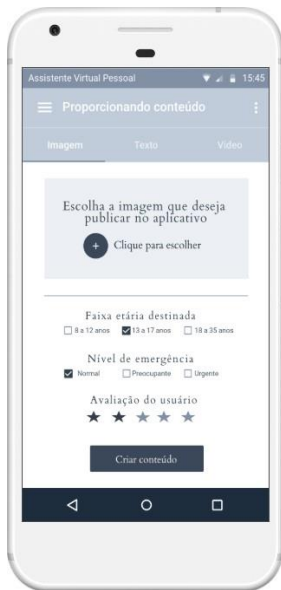 Assistente Virtual Pessoal 15:45
Proporcionando conteúdo
Imagem Texto Video
Escolha a imagem que deseja
publicar no aplicativo
+ Clique para escolher
Faixa etária destinada
8 a 12 anos 13 a 17 anos 18 a 35 anos
Nível de emergência
Normal Preocupante Urgente
Avaliação do usuário
Criar conteúdo